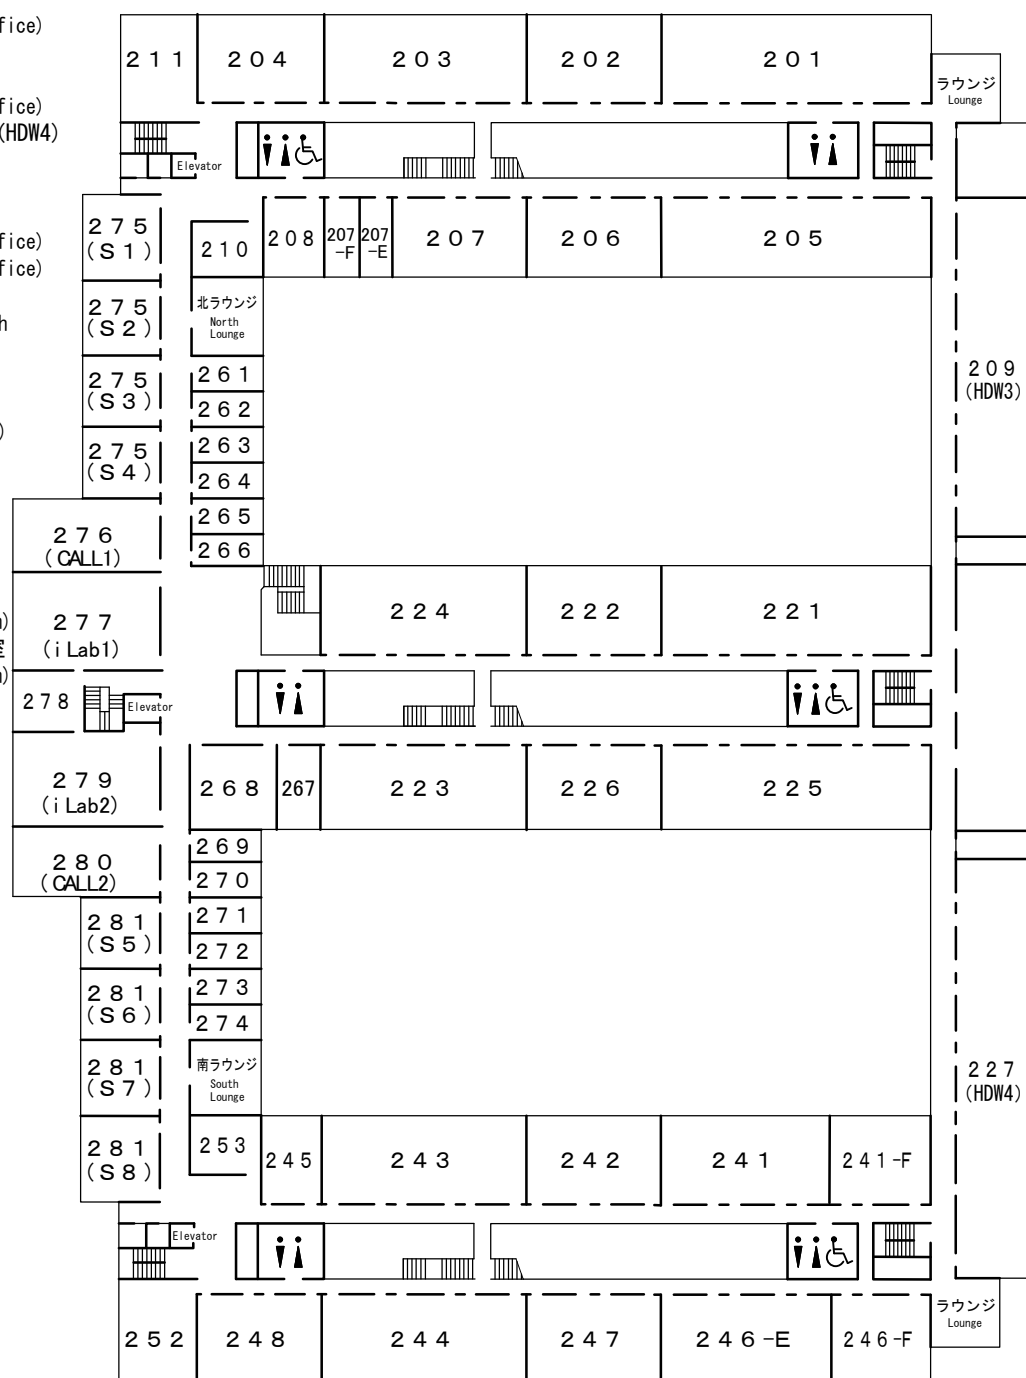 fice)
211 204 203 202 201
ラウンジ
Lounge
fice)
(HDW4)
Elevator
275
(S1)
210 208 207-F 207-E 207 206 205
fice)
fice)
275
(S2)
北ラウンジ
North
Lounge
h
261
275
(S3)
262
209
(HDW3)
)
263
275
(S4)
264
265
276
(CALL1)
266
224 222 221
277
(iLab1)
n)
室
n)
278
Elevator
279
(iLab2)
268 267 223 226 225
269
280
(CALL2)
270
281
(S5)
271
272
281
(S6)
273
274
281
(S7)
南ラウンジ
South
Lounge
227
(HDW4)
281
(S8)
253 245 243 242 241 241-F
Elevator
ラウンジ
Lounge
252 248 244 247 246-E 246-F